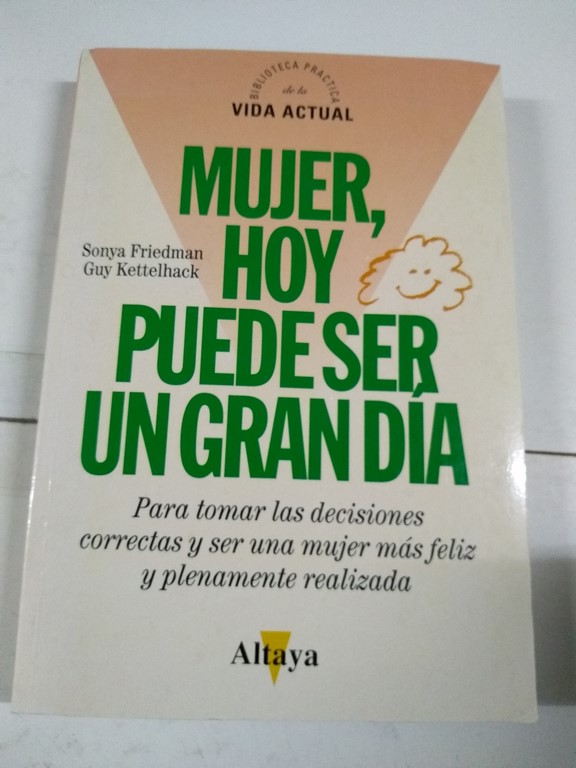 BIBLIOTECA PRACTICA
de la
VIDA ACTUAL
MUJER,
HOY
PUEDE SER
UN GRAN DÍA
Sonya Friedman
Guy Kettelhack
Para tomar las decisiones
correctas y ser una mujer más feliz
y plenamente realizada
Altaya